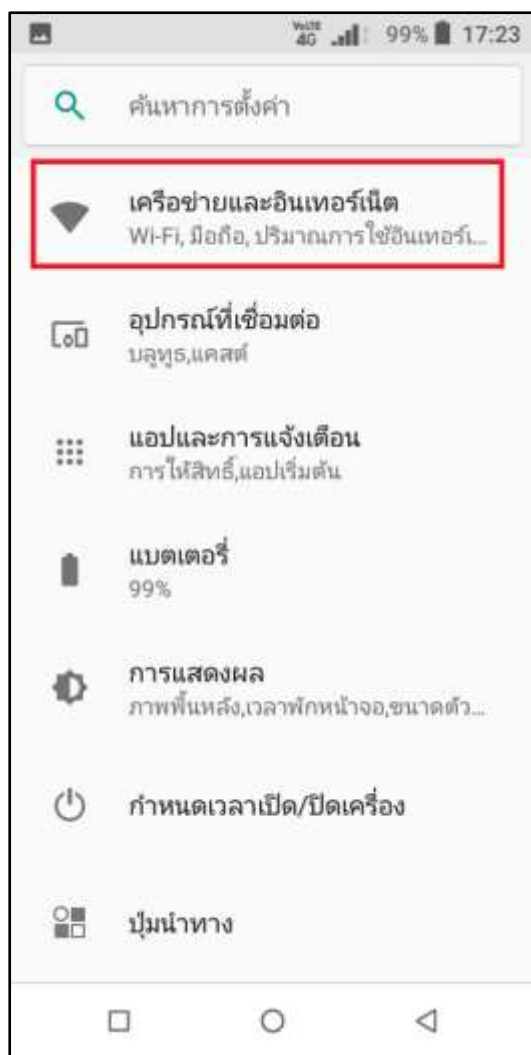 VoLTE
4G 99% 17:23
ค้นหาการตั้งค่า
เครือข่ายและอินเทอร์เน็ต
Wi-Fi, มือถือ, ปริมาณการใช้อินเทอร์เ...
อุปกรณ์ที่เชื่อมต่อ
บลูทูธ,แคสต์
แอปและการแจ้งเตือน
การให้สิทธิ์,แอปเริ่มต้น
แบตเตอรี่
99%
การแสดงผล
ภาพพื้นหลัง,เวลาพักหน้าจอ,ขนาดตัว...
กำหนดเวลาเปิด/ปิดเครื่อง
ปุ่มนำทาง